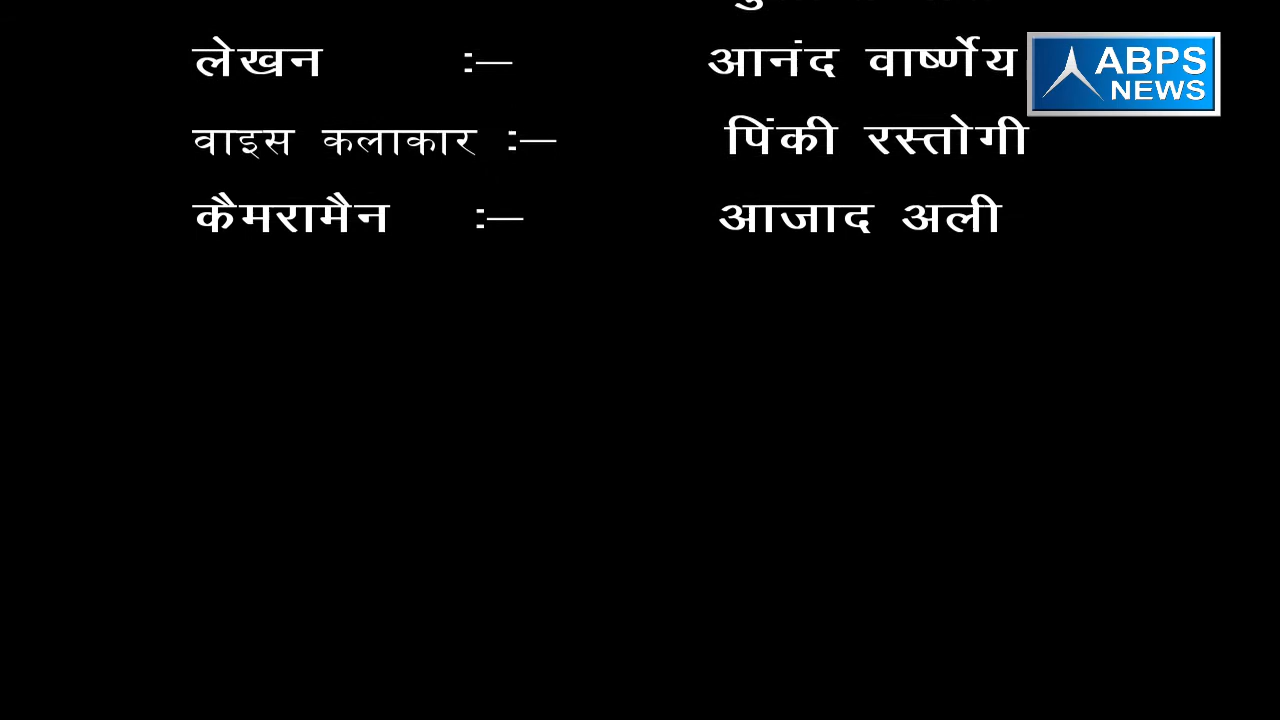 लेखन :— आनंद वार्ष्णेय
ABPS
NEWS
वाइस कलाकार :— पिंकी रस्तोगी
कैमरामैन :— आजाद अली